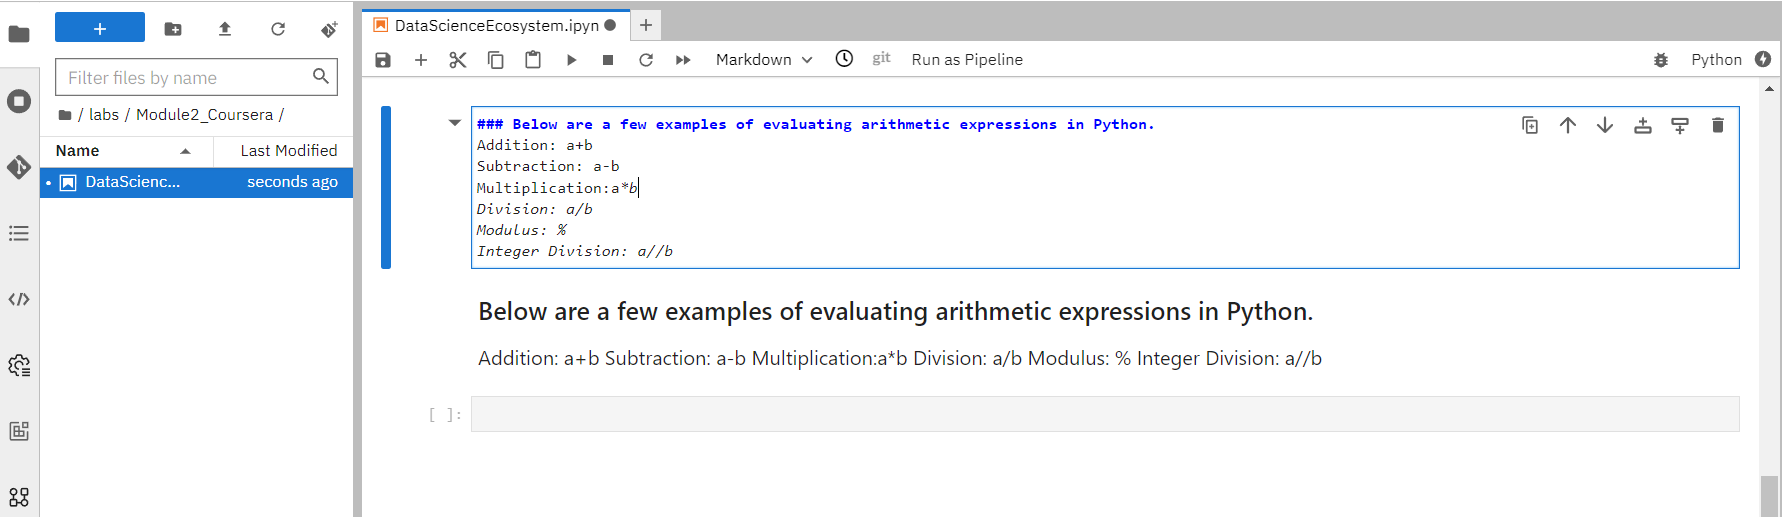 +
Filter files by name
/ labs / Module2_Coursera /
Name Last Modified
DataScienc... seconds ago
DataScienceEcosystem.ipyn
+
Markdown git Run as Pipeline Python
### Below are a few examples of evaluating arithmetic expressions in Python.
Addition: a+b
Subtraction: a-b
Multiplication:a*b
Division: a/b
Modulus: %
Integer Division: a//b
Below are a few examples of evaluating arithmetic expressions in Python.
Addition: a+b Subtraction: a-b Multiplication:a*b Division: a/b Modulus: % Integer Division: a//b
[ ]: